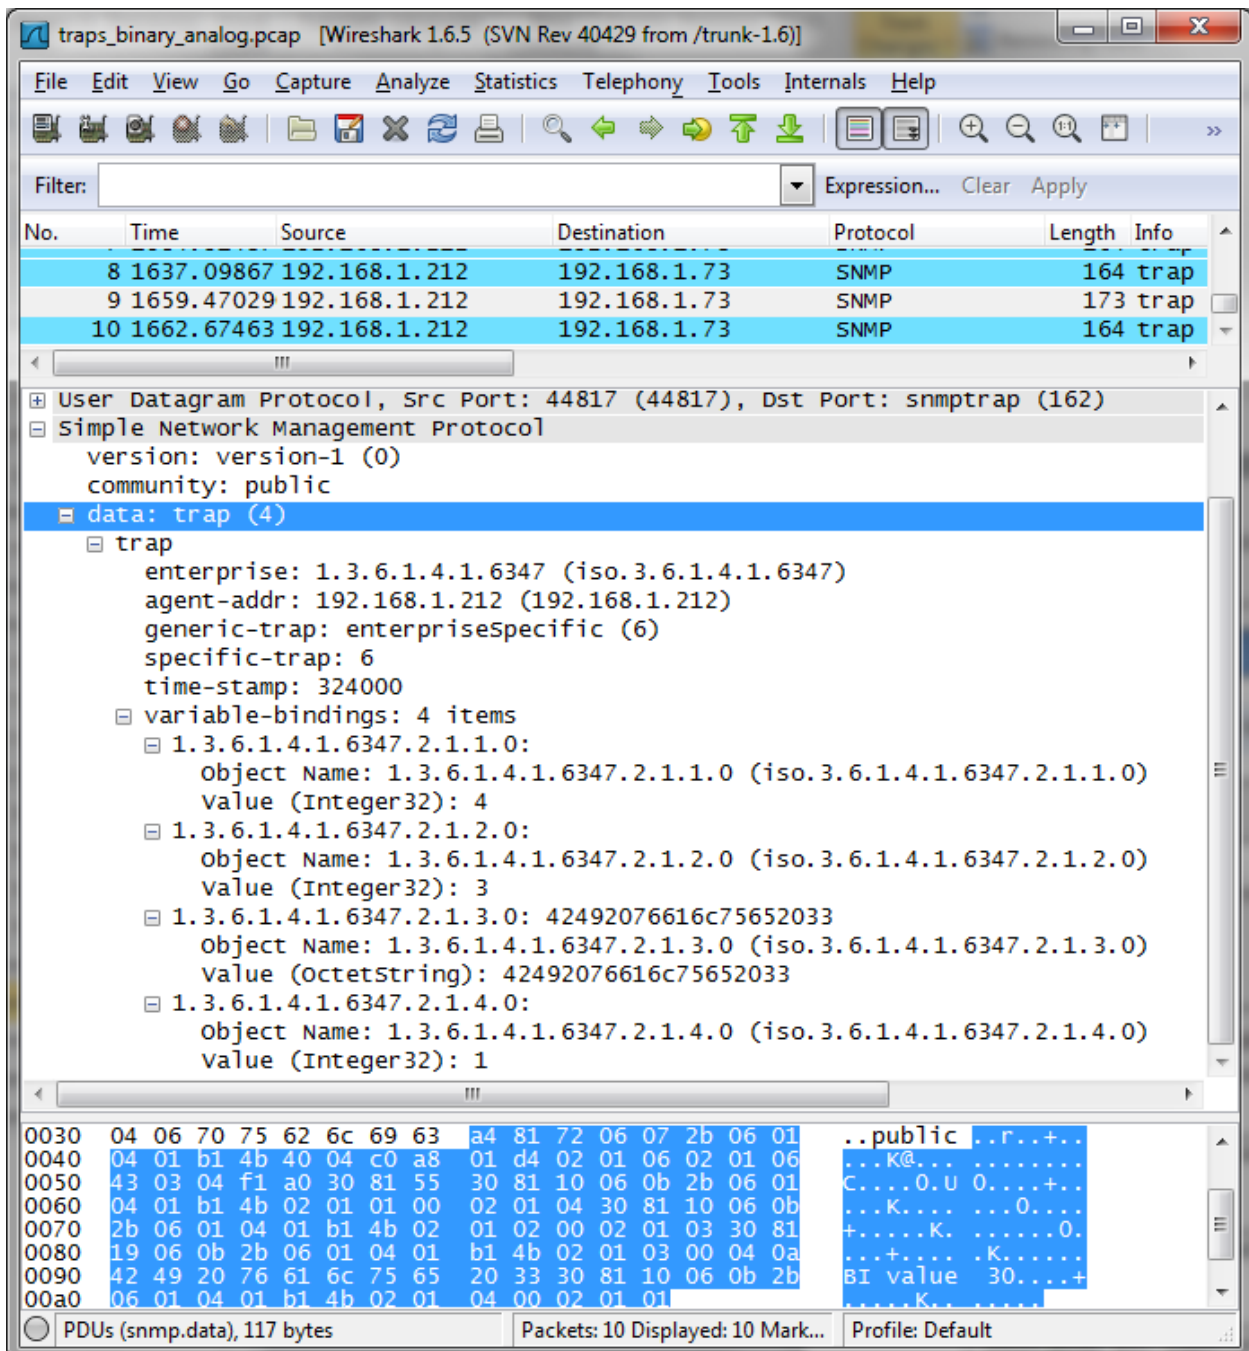 traps_binary_analog.pcap [Wireshark 1.6.5 (SVN Rev 40429 from /trunk-1.6)]
File Edit View Go Capture Analyze Statistics Telephony Tools Internals Help
Filter: Expression... Clear Apply
No. Time Source Destination Protocol Length Info
8 1637.09867 192.168.1.212 192.168.1.73 SNMP 164 trap
9 1659.47029 192.168.1.212 192.168.1.73 SNMP 173 trap
10 1662.67463 192.168.1.212 192.168.1.73 SNMP 164 trap
User Datagram Protocol, Src Port: 44817 (44817), Dst Port: snmptrap (162)
Simple Network Management Protocol
version: version-1 (0)
community: public
data: trap (4)
trap
enterprise: 1.3.6.1.4.1.6347 (iso.3.6.1.4.1.6347)
agent-addr: 192.168.1.212 (192.168.1.212)
generic-trap: enterpriseSpecific (6)
specific-trap: 6
time-stamp: 324000
variable-bindings: 4 items
1.3.6.1.4.1.6347.2.1.1.0:
Object Name: 1.3.6.1.4.1.6347.2.1.1.0 (iso.3.6.1.4.1.6347.2.1.1.0)
Value (Integer32): 4
1.3.6.1.4.1.6347.2.1.2.0:
Object Name: 1.3.6.1.4.1.6347.2.1.2.0 (iso.3.6.1.4.1.6347.2.1.2.0)
Value (Integer32): 3
1.3.6.1.4.1.6347.2.1.3.0: 42492076616c75652033
Object Name: 1.3.6.1.4.1.6347.2.1.3.0 (iso.3.6.1.4.1.6347.2.1.3.0)
Value (OctetString): 42492076616c75652033
1.3.6.1.4.1.6347.2.1.4.0:
Object Name: 1.3.6.1.4.1.6347.2.1.4.0 (iso.3.6.1.4.1.6347.2.1.4.0)
Value (Integer32): 1
0030 04 06 70 75 62 6c 69 63 a4 81 72 06 07 2b 06 01 ..public ..r..+..
0040 04 01 b1 4b 40 04 c0 a8 01 d4 02 01 06 02 01 06 ...K@... ........
0050 43 03 04 f1 a0 30 81 55 30 81 10 06 0b 2b 06 01 C....0.U 0....+..
0060 04 01 b1 4b 02 01 01 00 02 01 04 30 81 10 06 0b ...K.... ...0....
0070 2b 06 01 04 01 b1 4b 02 01 02 00 02 01 03 30 81 +.....K. ......0.
0080 19 06 0b 2b 06 01 04 01 b1 4b 02 01 03 00 04 0a ...+.... .K......
0090 42 49 20 76 61 6c 75 65 20 33 30 81 10 06 0b 2b BI value 30....+
00a0 06 01 04 01 b1 4b 02 01 04 00 02 01 01 .....K.. .....
PDUs (snmp.data), 117 bytes Packets: 10 Displayed: 10 Mark... Profile: Default